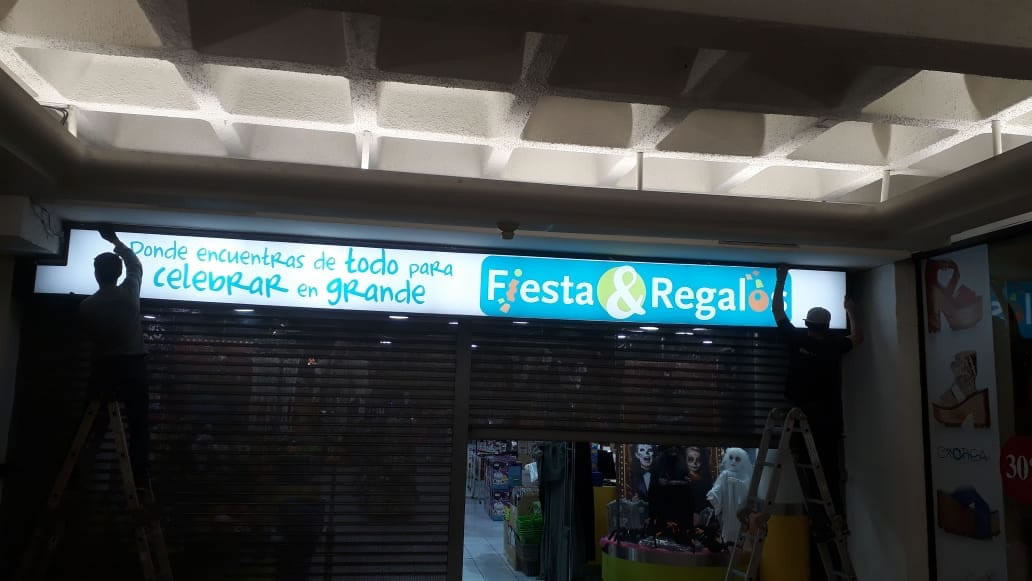 Donde encuentras de todo para
celebrar en grande
Fiesta & Regalos
30